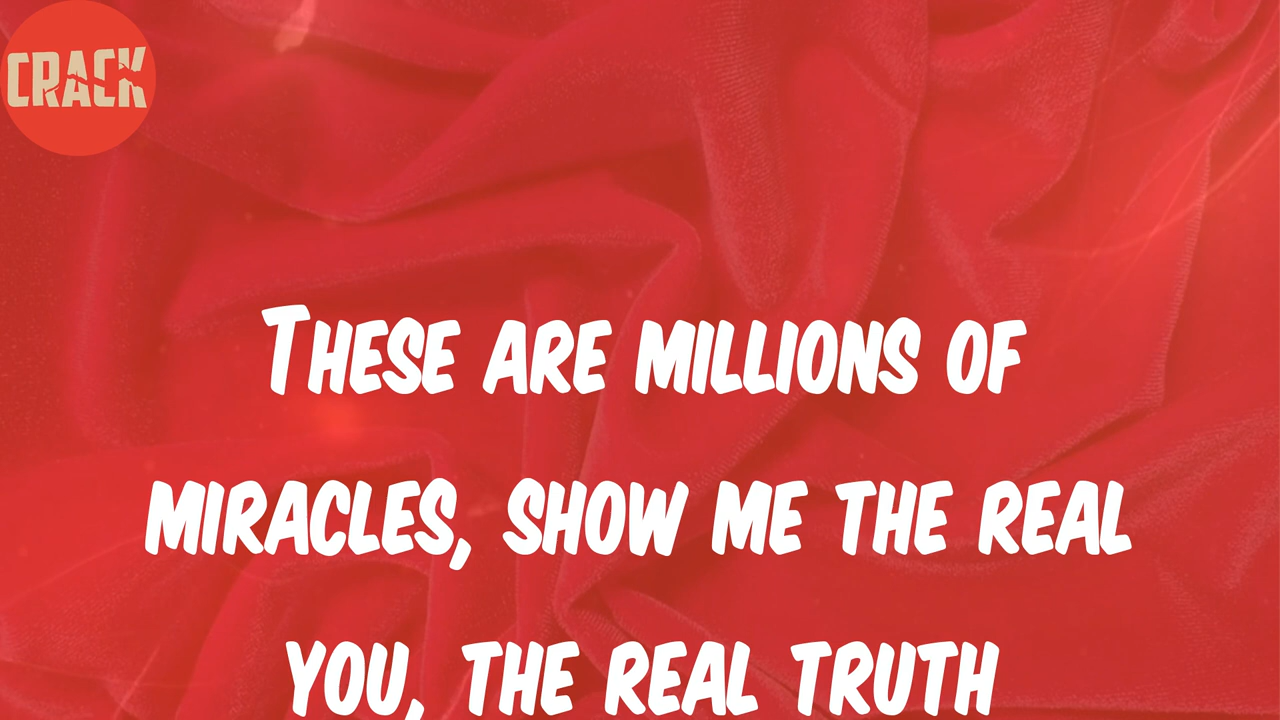 CRACK
These are millions of
miracles, show me the real
you, the real truth